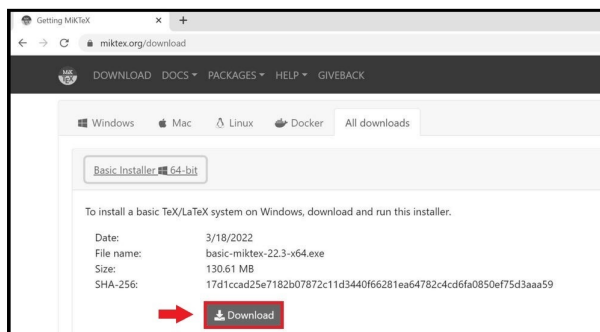 Getting MiKTeX
miktex.org/download
MiK TeX DOWNLOAD DOCS PACKAGES HELP GIVEBACK
Windows Mac Linux Docker All downloads
Basic Installer 64-bit
To install a basic TeX/LaTeX system on Windows, download and run this installer.
Date: 3/18/2022
File name: basic-miktex-22.3-x64.exe
Size: 130.61 MB
SHA-256: 17d1ccad25e7182b07872c11d3440f66281ea64782c4cd6fa0850ef75d3aaa59
Download